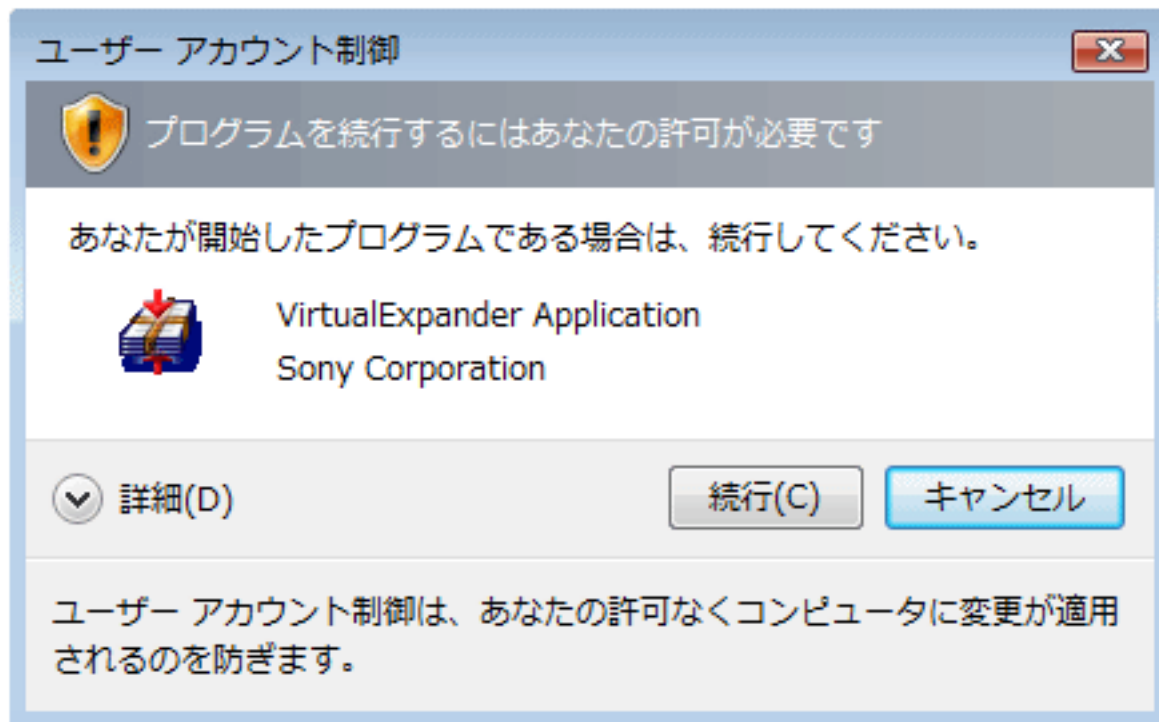 ユーザー アカウント制御
プログラムを続行するにはあなたの許可が必要です
あなたが開始したプログラムである場合は、続行してください。
VirtualExpander Application
Sony Corporation
詳細(D)
続行(C)
キャンセル
ユーザー アカウント制御は、あなたの許可なくコンピュータに変更が適用
されるのを防ぎます。